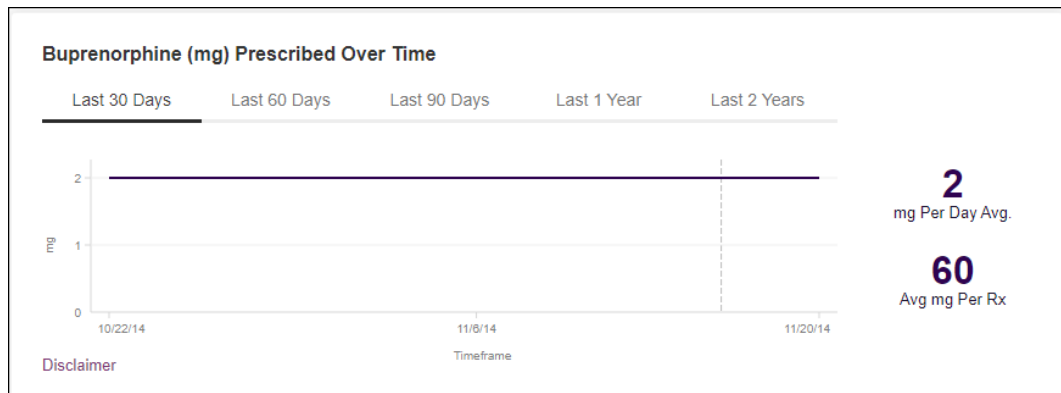 Buprenorphine (mg) Prescribed Over Time
Last 30 Days Last 60 Days Last 90 Days Last 1 Year Last 2 Years
2
1
0
mg
10/22/14 11/6/14 11/20/14
Timeframe
2
mg Per Day Avg.
60
Avg mg Per Rx
Disclaimer